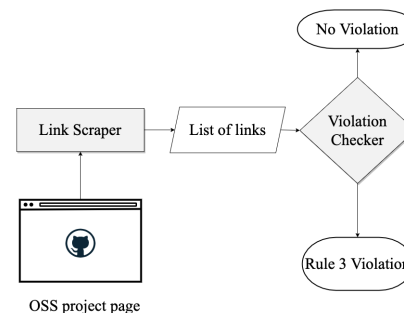 No Violation
Link Scraper
List of links
Violation
Checker
Rule 3 Violation
OSS project page